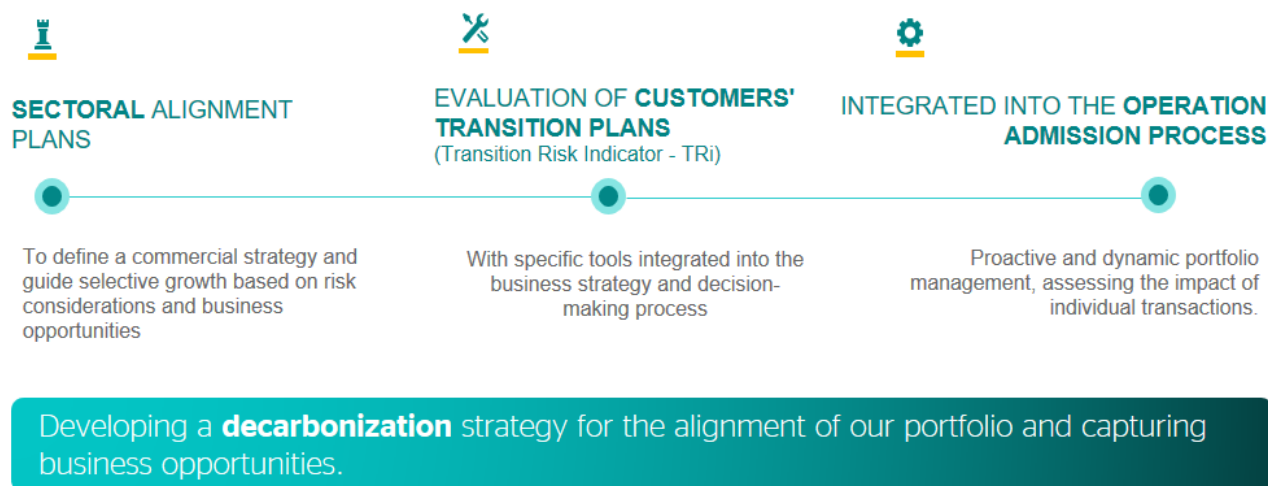 SECTORAL ALIGNMENT
PLANS
To define a commercial strategy and
guide selective growth based on risk
considerations and business
opportunities
EVALUATION OF CUSTOMERS'
TRANSITION PLANS
(Transition Risk Indicator - TRi)
With specific tools integrated into the
business strategy and decision-
making process
INTEGRATED INTO THE OPERATION
ADMISSION PROCESS
Proactive and dynamic portfolio
management, assessing the impact of
individual transactions.
Developing a decarbonization strategy for the alignment of our portfolio and capturing
business opportunities.